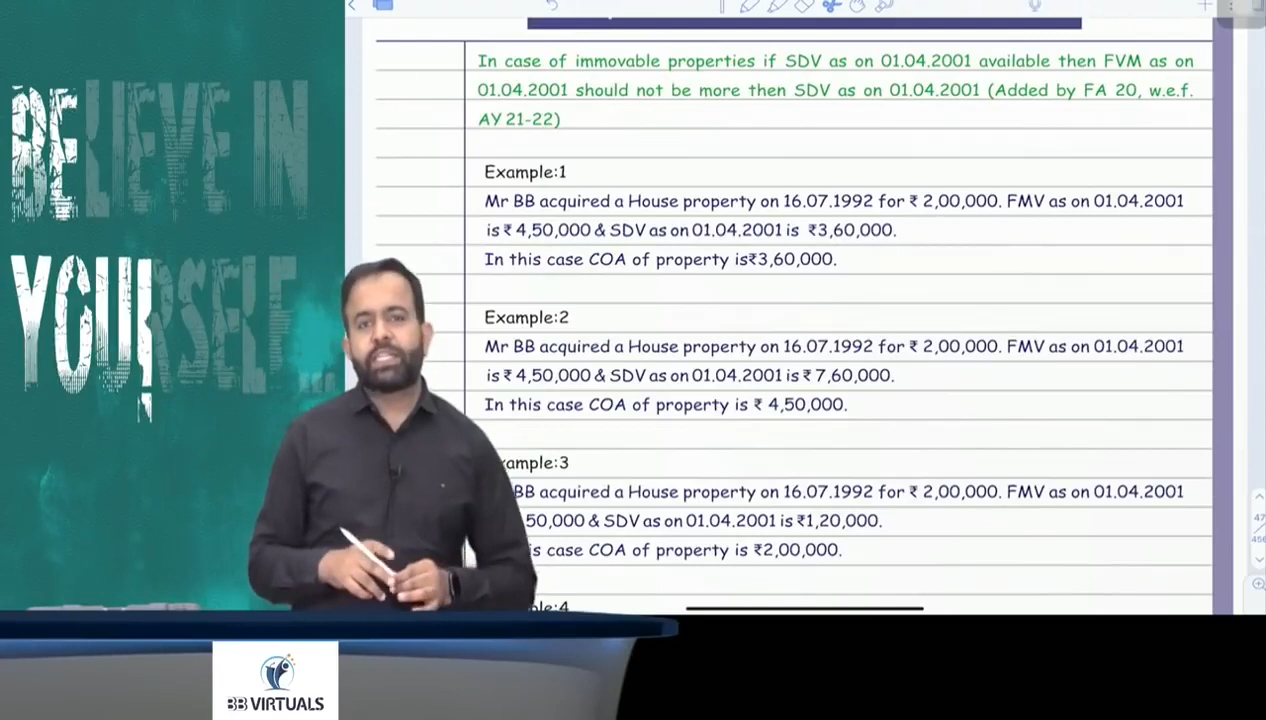 BELIEVE IN
YOURSELF...
In case of immovable properties if SDV as on 01.04.2001 available then FVM as on
01.04.2001 should not be more then SDV as on 01.04.2001 (Added by FA 20, w.e.f.
AY 21-22)
Example:1
Mr BB acquired a House property on 16.07.1992 for ₹ 2,00,000. FMV as on 01.04.2001
is ₹ 4,50,000 & SDV as on 01.04.2001 is ₹3,60,000.
In this case COA of property is₹3,60,000.
Example:2
Mr BB acquired a House property on 16.07.1992 for ₹ 2,00,000. FMV as on 01.04.2001
is ₹ 4,50,000 & SDV as on 01.04.2001 is ₹ 7,60,000.
In this case COA of property is ₹ 4,50,000.
ample:3
BB acquired a House property on 16.07.1992 for ₹ 2,00,000. FMV as on 01.04.2001
50,000 & SDV as on 01.04.2001 is ₹1,20,000.
is case COA of property is ₹2,00,000.
ple:4
47
456
BB VIRTUALS